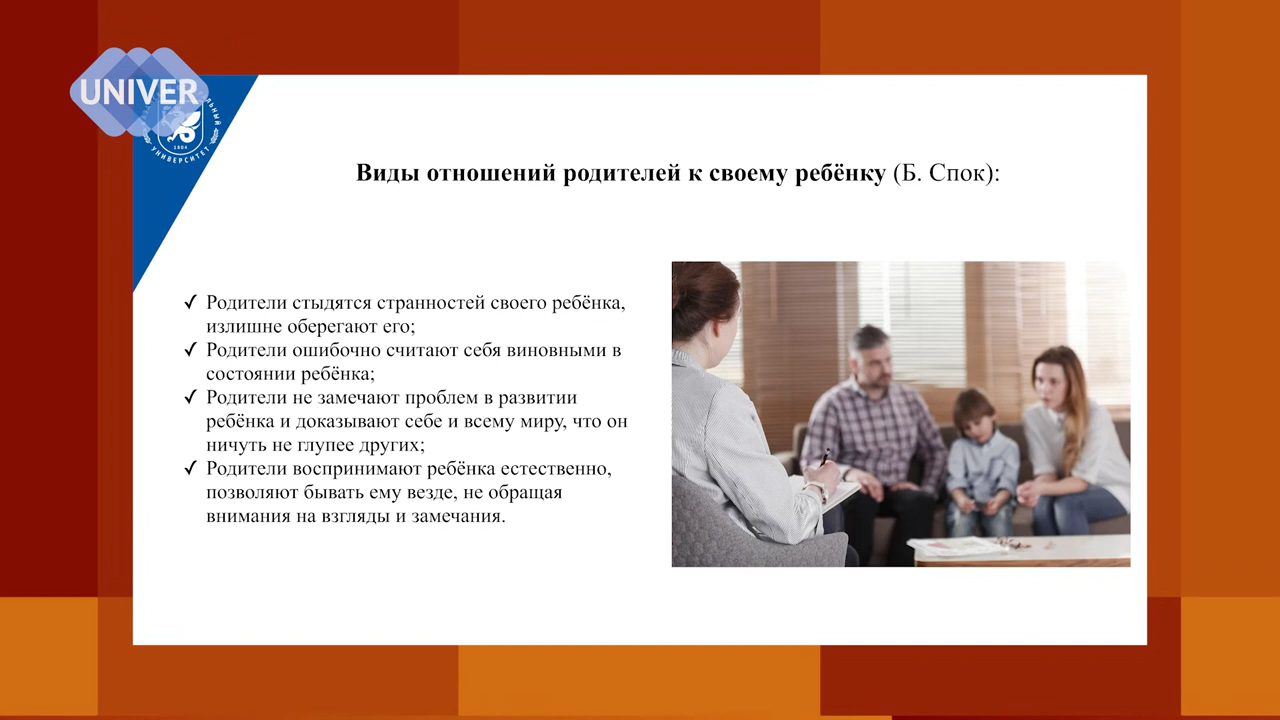 UNIVER
УНИВЕРСИТЕТ
1804
Виды отношений родителей к своему ребёнку (Б. Спок):
✓ Родители стыдятся странностей своего ребёнка,
излишне оберегают его;
✓ Родители ошибочно считают себя виновными в
состоянии ребёнка;
✓ Родители не замечают проблем в развитии
ребёнка и доказывают себе и всему миру, что он
ничуть не глупее других;
✓ Родители воспринимают ребёнка естественно,
позволяют бывать ему везде, не обращая
внимания на взгляды и замечания.